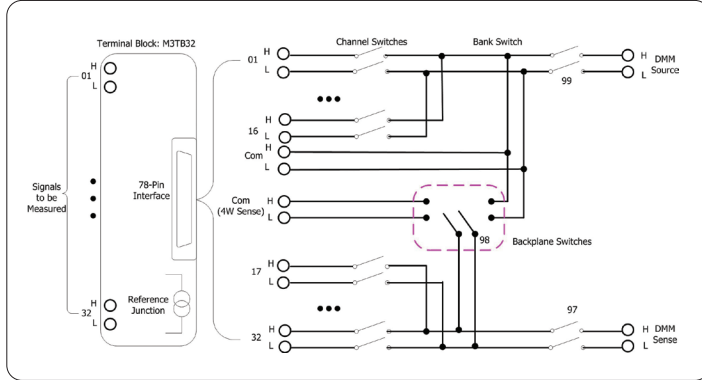 Terminal Block: M3TB32
H
01
L
Signals
to be
Measured
78-Pin
Interface
Reference
Junction
H
32
L
Channel Switches
Bank Switch
H
01
L
H
16
L
H
Com
L
Com
(4W Sense)
H
L
H
17
L
H
32
L
99
H
DMM
Source
L
98
Backplane Switches
97
H
DMM
Sense
L